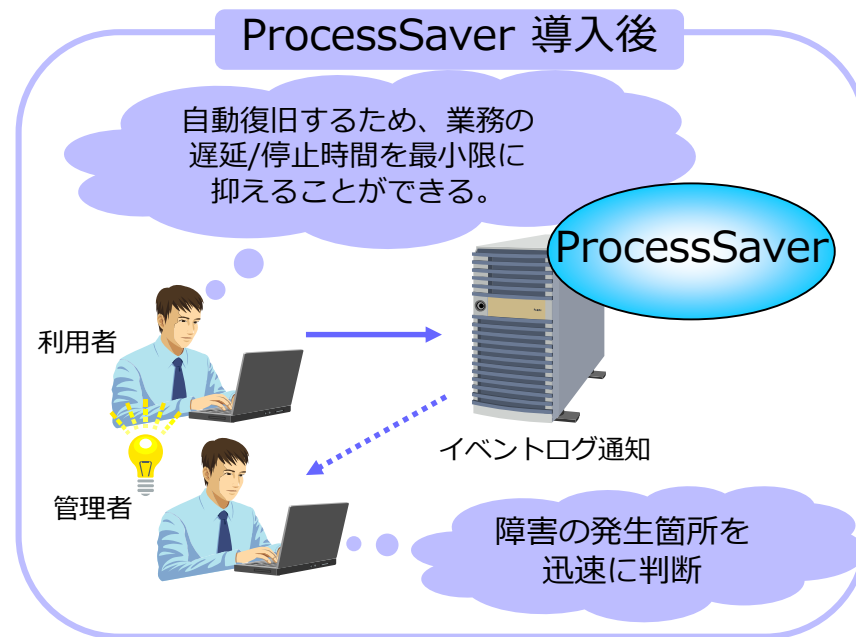 ProcessSaver 導入後
自動復旧するため、業務の
遅延/停止時間を最小限に
抑えることができる。
ProcessSaver
利用者
イベントログ通知
管理者
障害の発生箇所を
迅速に判断